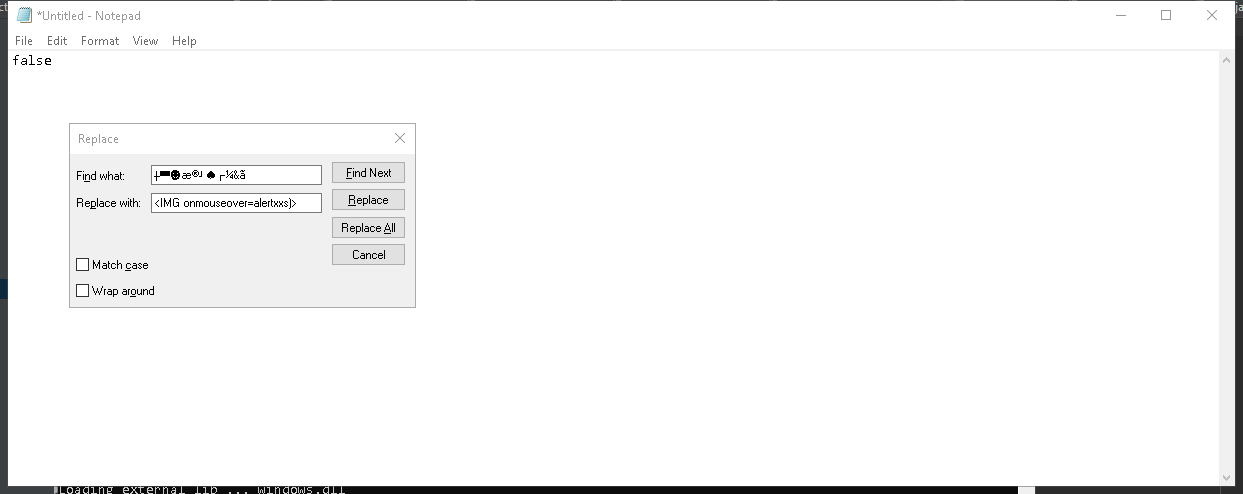 *Untitled - Notepad
File Edit Format View Help
false
Replace
Find what:
Find Next
Replace with: <IMG onmouseover=alertxxs)>
Replace
Replace All
Cancel
Match case
Wrap around
Loading external lib ... windows.dll